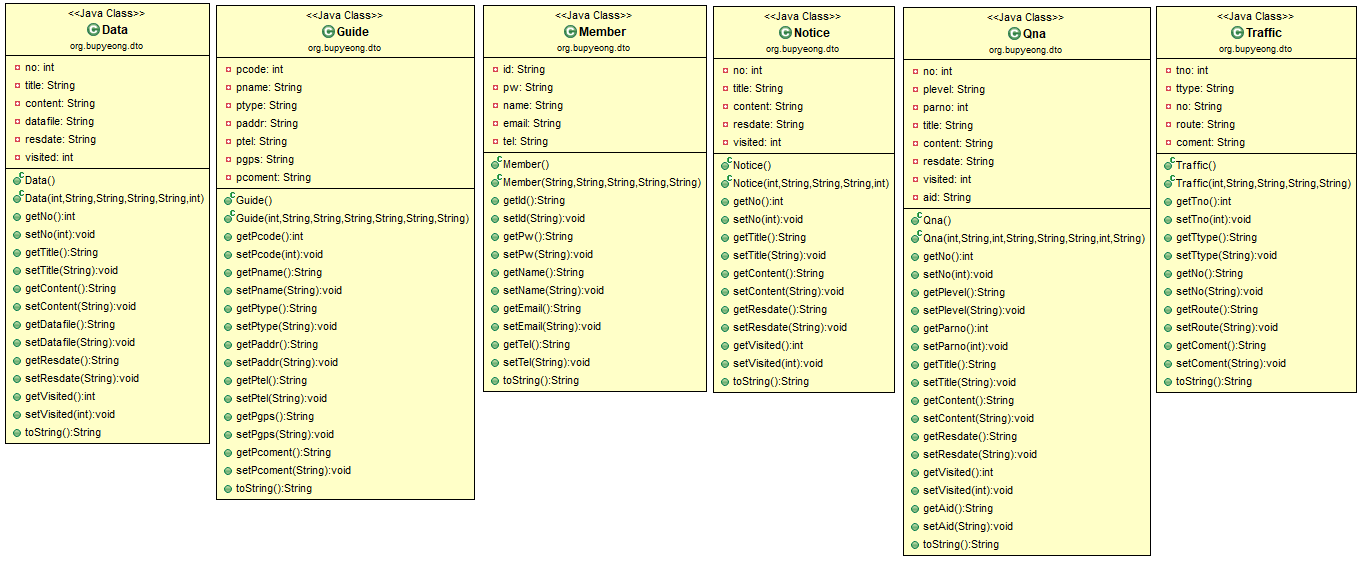 <<Java Class>>
Data
org.bupyeong.dto
no: int
title: String
content: String
datafile: String
resdate: String
visited: int
Data()
Data(int,String,String,String,String,int)
getNo():int
setNo(int):void
getTitle():String
setTitle(String):void
getContent():String
setContent(String):void
getDatafile():String
setDatafile(String):void
getResdate():String
setResdate(String):void
getVisited():int
setVisited(int):void
toString():String
<<Java Class>>
Guide
org.bupyeong.dto
pcode: int
pname: String
ptype: String
paddr: String
ptel: String
pgps: String
pcoment: String
Guide()
Guide(int,String,String,String,String,String,String)
getPcode():int
setPcode(int):void
getPname():String
setPname(String):void
getPtype():String
setPtype(String):void
getPaddr():String
setPaddr(String):void
getPtel():String
setPtel(String):void
getPgps():String
setPgps(String):void
getPcoment():String
setPcoment(String):void
toString():String
<<Java Class>>
Member
org.bupyeong.dto
id: String
pw: String
name: String
email: String
tel: String
Member()
Member(String,String,String,String,String)
getId():String
setId(String):void
getPw():String
setPw(String):void
getName():String
setName(String):void
getEmail():String
setEmail(String):void
getTel():String
setTel(String):void
toString():String
<<Java Class>>
Notice
org.bupyeong.dto
no: int
title: String
content: String
resdate: String
visited: int
Notice()
Notice(int,String,String,String,int)
getNo():int
setNo(int):void
getTitle():String
setTitle(String):void
getContent():String
setContent(String):void
getResdate():String
setResdate(String):void
getVisited():int
setVisited(int):void
toString():String
<<Java Class>>
Qna
org.bupyeong.dto
no: int
plevel: String
parno: int
title: String
content: String
resdate: String
visited: int
aid: String
Qna()
Qna(int,String,int,String,String,String,int,String)
getNo():int
setNo(int):void
getPlevel():String
setPlevel(String):void
getParno():int
setParno(int):void
getTitle():String
setTitle(String):void
getContent():String
setContent(String):void
getResdate():String
setResdate(String):void
getVisited():int
setVisited(int):void
getAid():String
setAid(String):void
toString():String
<<Java Class>>
Traffic
org.bupyeong.dto
tno: int
ttype: String
no: String
route: String
coment: String
Traffic()
Traffic(int,String,String,String,String)
getTno():int
setTno(int):void
getTtype():String
setTtype(String):void
getNo():String
setNo(String):void
getRoute():String
setRoute(String):void
getComent():String
setComent(String):void
toString():String